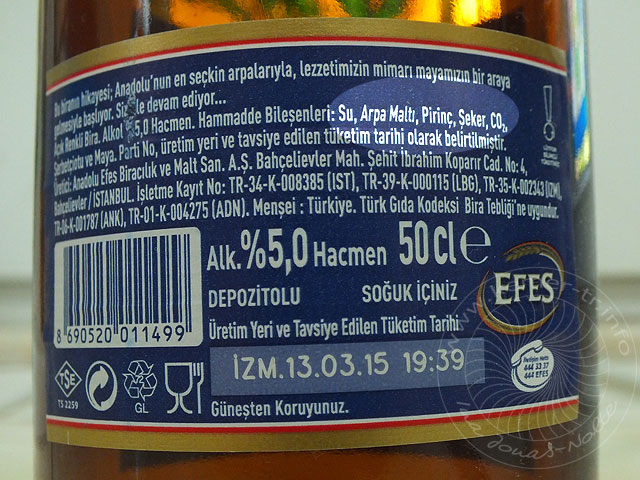 Bu biranın hikayesi; Anadolu'nun en seçkin arpalarıyla, lezzetimizin mimarı mayamızın bir araya
gelmesiyle başlıyor. Sizinle devam ediyor...
Açık Renkli Bira. Alkol %5,0 Hacmen. Hammadde Bileşenleri: Su, Arpa Maltı, Pirinç, Şeker, CO2,
Şerbetçiotu ve Maya. Parti No, üretim yeri ve tavsiye edilen tüketim tarihi olarak belirtilmiştir.
Üretici: Anadolu Efes Biracılık ve Malt San. A.Ş. Bahçelievler Mah. Şehit İbrahim Koparır Cad. No: 4,
Bahçelievler / İSTANBUL. İşletme Kayıt No: TR-34-K-008385 (IST), TR-39-K-000115 (LBG), TR-35-K-002343 (IZM),
TR-06-K-001787 (ANK), TR-01-K-004275 (ADN). Menşei : Türkiye. Türk Gıda Kodeksi Bira Tebliği'ne uygundur.
Alk. %5,0 Hacmen 50 cl e
DEPOZİTOLU SOĞUK İÇİNİZ
EFES
8 690520 011499
Üretim Yeri ve Tavsiye Edilen Tüketim Tarihi
İZM.13.03.15 19:39
444 33 37
444 EFES
TSE
TS 2259
72
GL
Güneşten Koruyunuz.